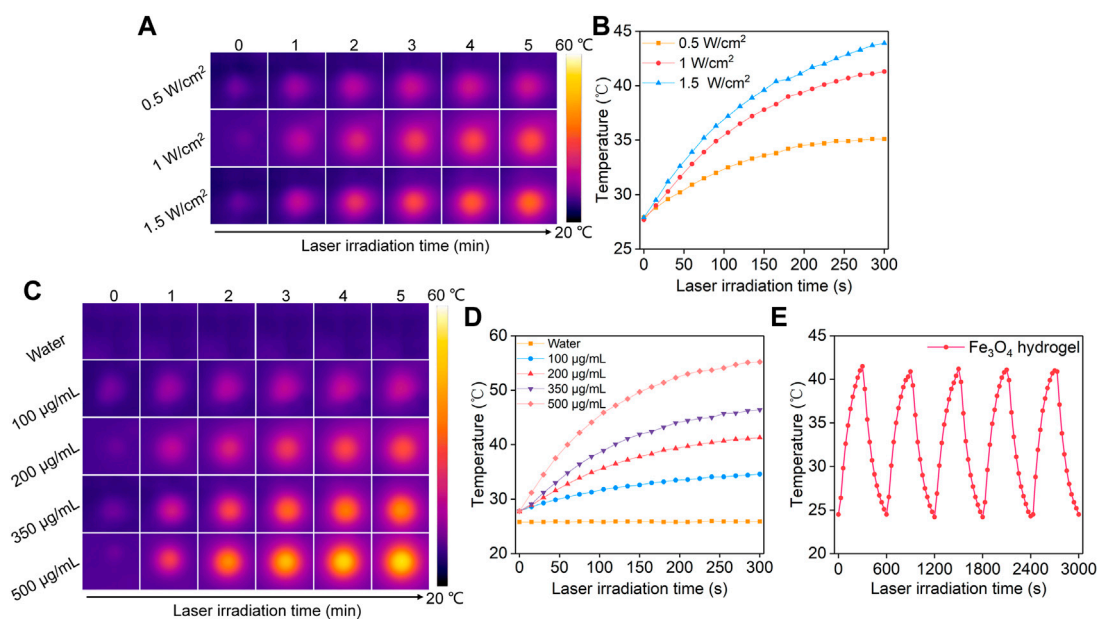 A
0 1 2 3 4 5
60 ℃
0.5 W/cm²
1 W/cm²
1.5 W/cm²
20 ℃
Laser irradiation time (min)
B
45
40
35
30
25
Temperature (℃)
0.5 W/cm²
1 W/cm²
1.5 W/cm²
0 50 100 150 200 250 300
Laser irradiation time (s)
C
0 1 2 3 4 5
60 ℃
Water
100 μg/mL
200 μg/mL
350 μg/mL
500 μg/mL
20 ℃
Laser irradiation time (min)
D
60
50
40
30
20
Temperature (℃)
Water
100 μg/mL
200 μg/mL
350 μg/mL
500 μg/mL
0 50 100 150 200 250 300
Laser irradiation time (s)
E
45
40
35
30
25
20
Temperature (℃)
Fe₃O₄ hydrogel
0 600 1200 1800 2400 3000
Laser irradiation time (s)